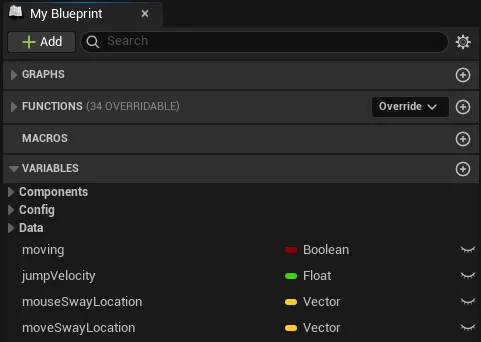 My Blueprint
Add
Search
GRAPHS
FUNCTIONS (34 OVERRIDABLE) Override
MACROS
VARIABLES
Components
Config
Data
moving Boolean
jumpVelocity Float
mouseSwayLocation Vector
moveSwayLocation Vector